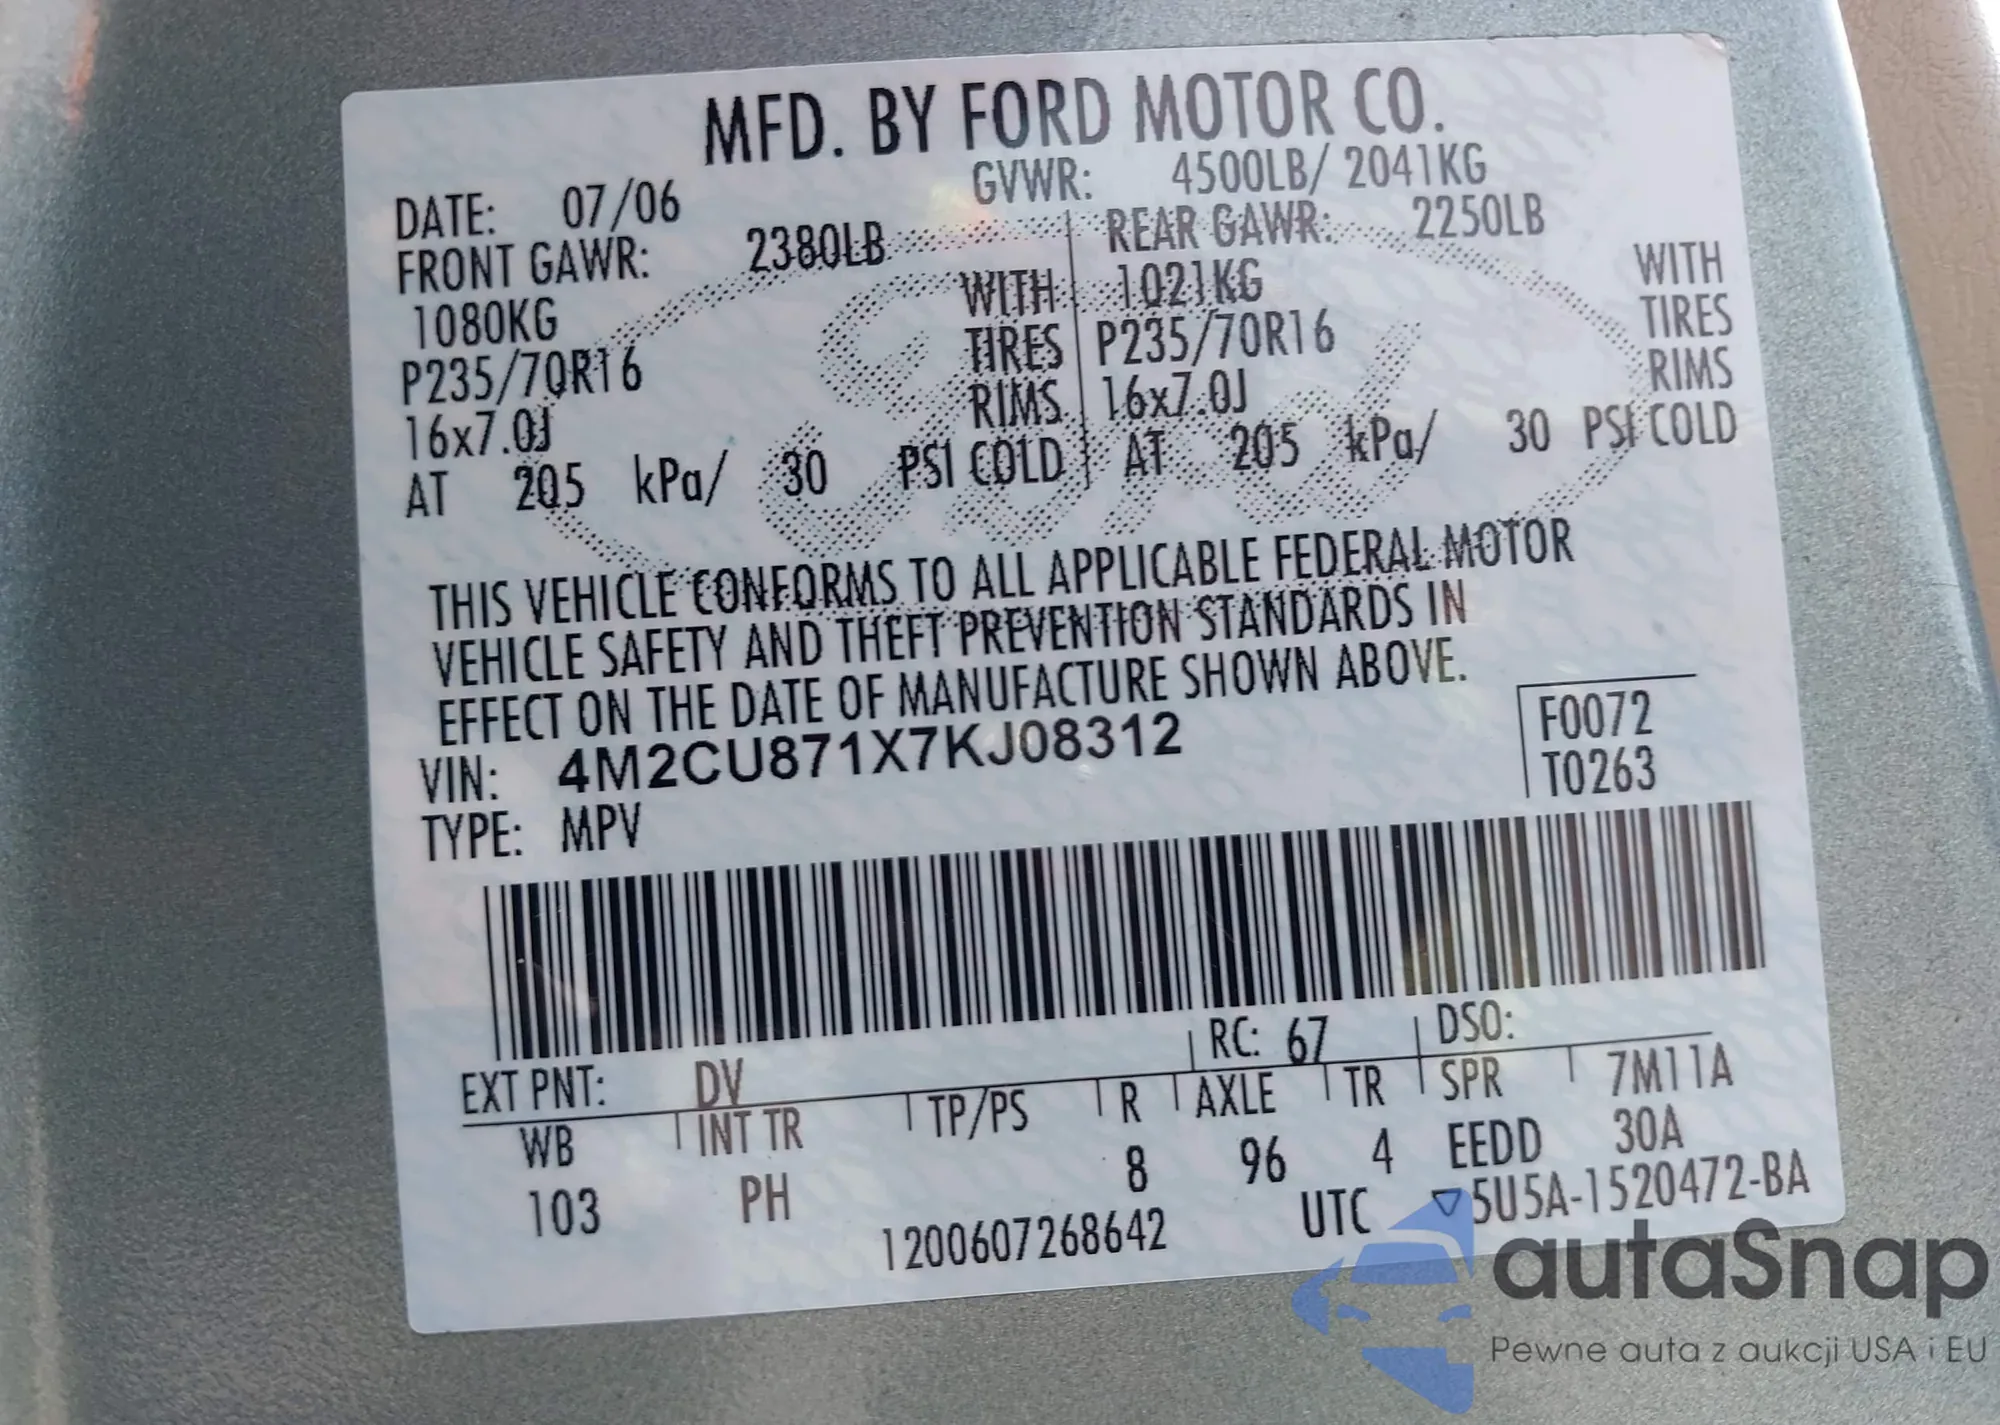 MFD. BY FORD MOTOR CO.
DATE: 07/06 GVWR: 4500LB/ 2041KG
FRONT GAWR: 2380LB REAR GAWR: 2250LB
1080KG WITH 1021KG WITH
P235/70R16 TIRES P235/70R16 TIRES
16x7.0J RIMS 16x7.0J RIMS
AT 205 kPa/ 30 PSI COLD AT 205 kPa/ 30 PSI COLD
THIS VEHICLE CONFORMS TO ALL APPLICABLE FEDERAL MOTOR
VEHICLE SAFETY AND THEFT PREVENTION STANDARDS IN
EFFECT ON THE DATE OF MANUFACTURE SHOWN ABOVE.
VIN: 4M2CU871X7KJ08312 F0072
TYPE: MPV T0263
EXT PNT: DV RC: 67 DSO:
WB INT TR TP/PS R AXLE TR SPR 7M11A
103 PH 8 96 4 EEDD 30A
1200607268642 UTC ▽5U5A-1520472-BA
autaSnap
Pewne auta z aukcji USA i EU